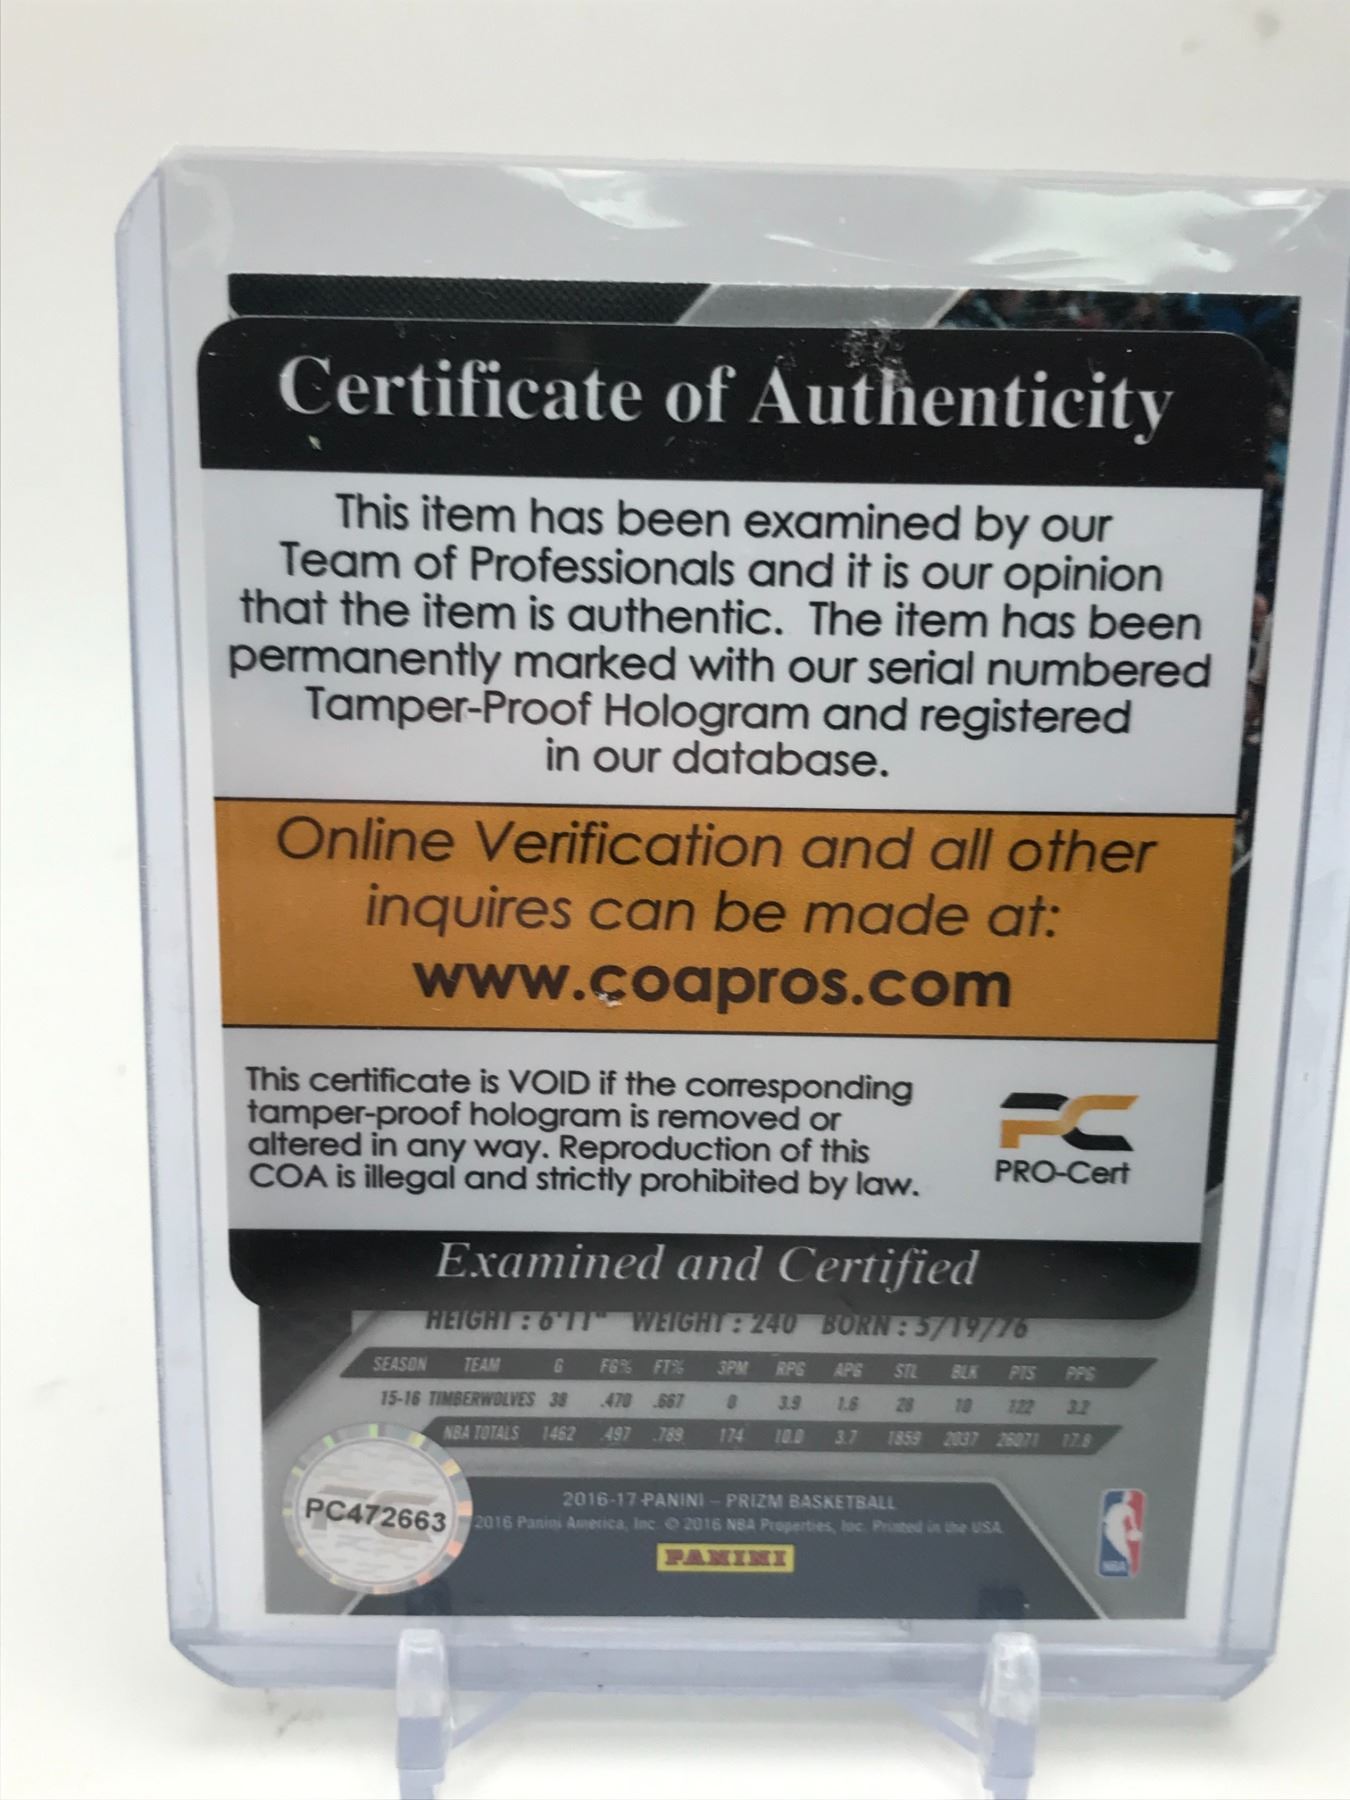 Certificate of Authenticity
This item has been examined by our
Team of Professionals and it is our opinion
that the item is authentic. The item has been
permanently marked with our serial numbered
Tamper-Proof Hologram and registered
in our database.
Online Verification and all other
inquires can be made at:
www.coapros.com
This certificate is VOID if the corresponding
tamper-proof hologram is removed or
altered in any way. Reproduction of this
COA is illegal and strictly prohibited by law.
PC
PRO-Cert
Examined and Certified
HEIGHT : 6'11" WEIGHT : 240 BORN : 5/19/76
SEASON TEAM G FG% FT% 3PM RPG APG STL BLK PTS PPG
15-16 TIMBERWOLVES 38 .470 .667 0 3.9 1.6 28 10 122 3.2
NBA TOTALS 1462 .497 .789 174 10.0 3.7 1859 2037 26071 17.8
PC472663
2016-17 PANINI – PRIZM BASKETBALL
2016 Panini America, Inc. © 2016 NBA Properties, Inc. Printed in the USA
PANINI
NBA